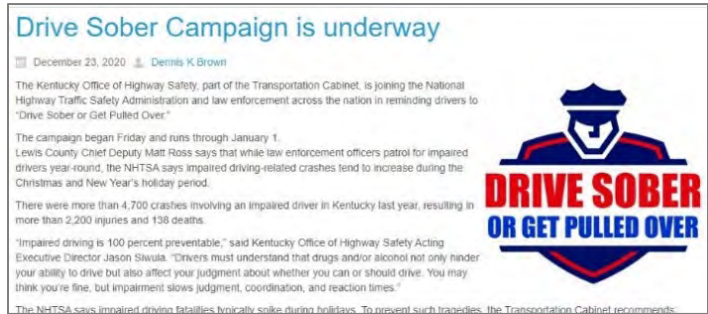 Drive Sober Campaign is underway
December 23, 2020 Dennis K Brown
The Kentucky Office of Highway Safety, part of the Transportation Cabinet, is joining the National
Highway Traffic Safety Administration and law enforcement across the nation in reminding drivers to
"Drive Sober or Get Pulled Over."
The campaign began Friday and runs through January 1.
Lewis County Chief Deputy Matt Ross says that while law enforcement officers patrol for impaired
drivers year-round, the NHTSA says impaired driving-related crashes tend to increase during the
Christmas and New Year's holiday period.
There were more than 4,700 crashes involving an impaired driver in Kentucky last year, resulting in
more than 2,200 injuries and 138 deaths.
"Impaired driving is 100 percent preventable," said Kentucky Office of Highway Safety Acting
Executive Director Jason Siwula. "Drivers must understand that drugs and/or alcohol not only hinder
your ability to drive but also affect your judgment about whether you can or should drive. You may
think you're fine, but impairment slows judgment, coordination, and reaction times."
The NHTSA says impaired driving fatalities typically spike during holidays. To prevent such tragedies, the Transportation Cabinet recommends:
DRIVE SOBER
OR GET PULLED OVER